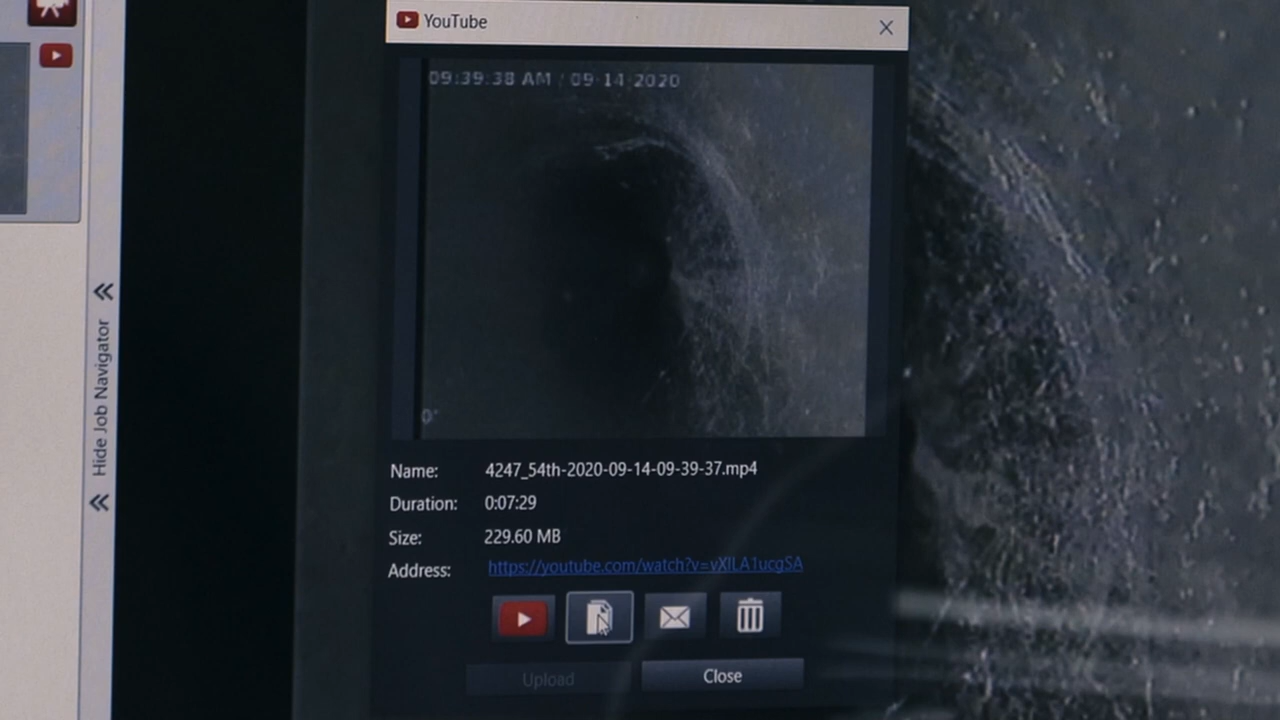 YouTube
09:39:38 AM / 09-14-2020
0'
Name: 4247_54th-2020-09-14-09-39-37.mp4
Duration: 0:07:29
Size: 229.60 MB
Address: https://youtube.com/watch?v=vXILA1ucgSA
Upload
Close
Hide Job Navigator